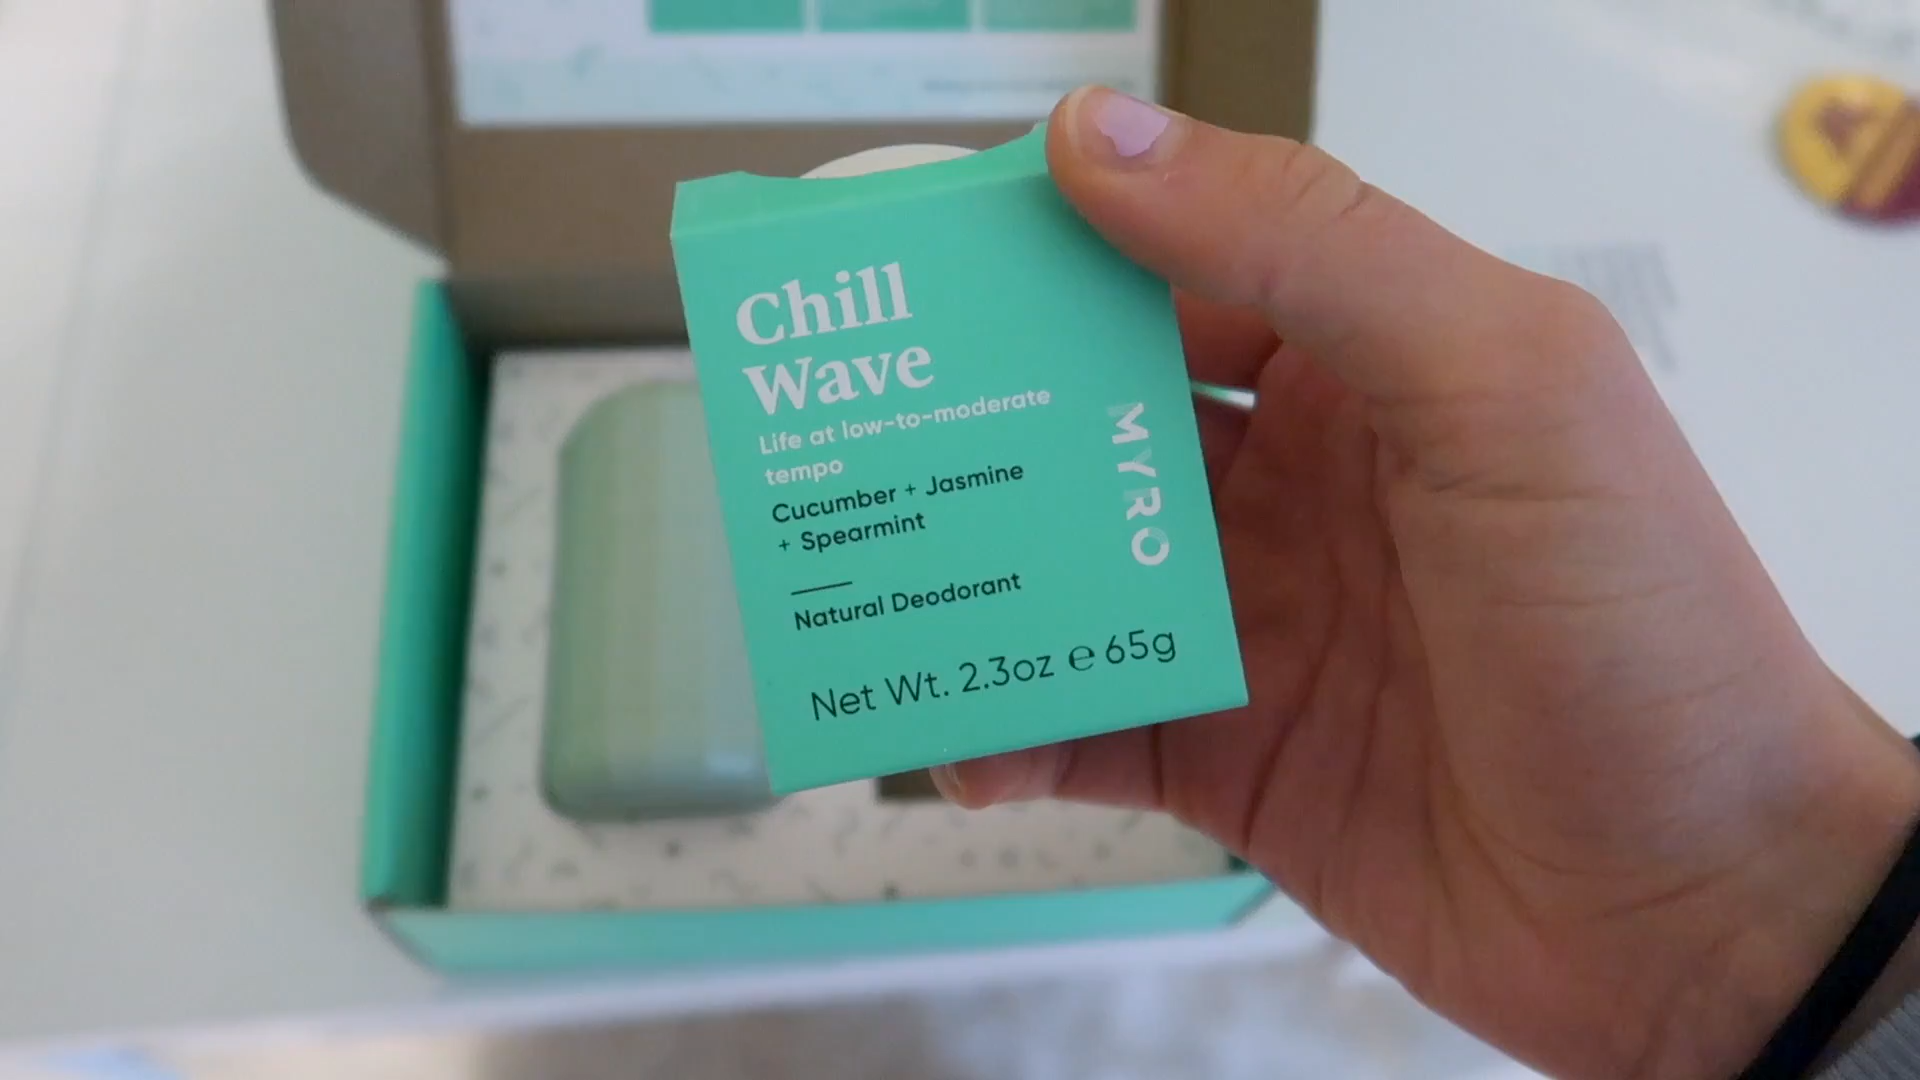 Chill
Wave
Life at low-to-moderate
tempo
Cucumber + Jasmine
+ Spearmint
Natural Deodorant
Net Wt. 2.3oz ℮ 65g
MYRO